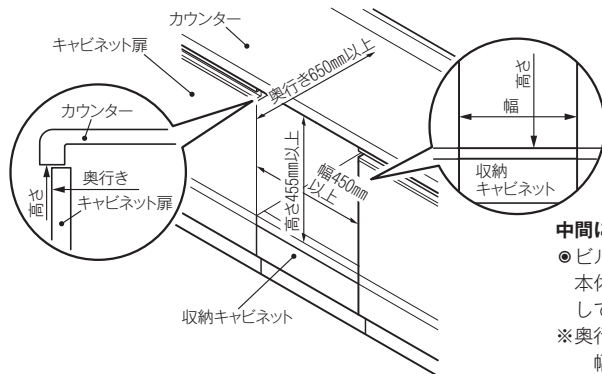 カウンター
キャビネット扉
奥行き650mm以上
高さ
幅
カウンター
奥行き
高さ
キャビネット扉
高さ455mm以上
幅450mm
以上
収納
キャビネット
収納キャビネット
中間に
◉ビル
本体
して
※奥行
幅